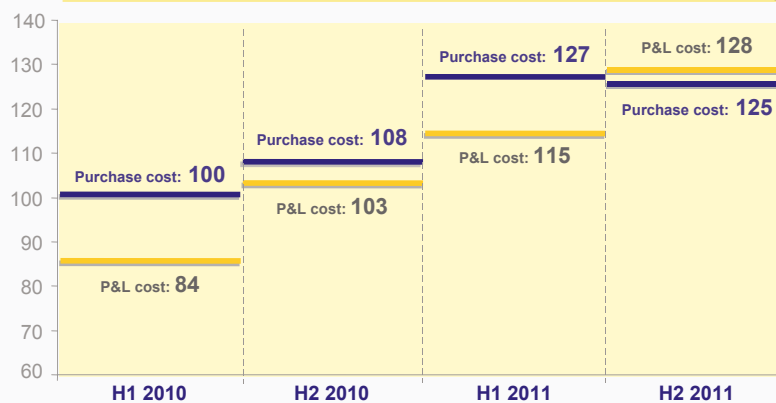 140
130
120
110
100
90
80
70
60
Purchase cost: 100
P&L cost: 84
Purchase cost: 108
P&L cost: 103
Purchase cost: 127
P&L cost: 115
P&L cost: 128
Purchase cost: 125
H1 2010 H2 2010 H1 2011 H2 2011